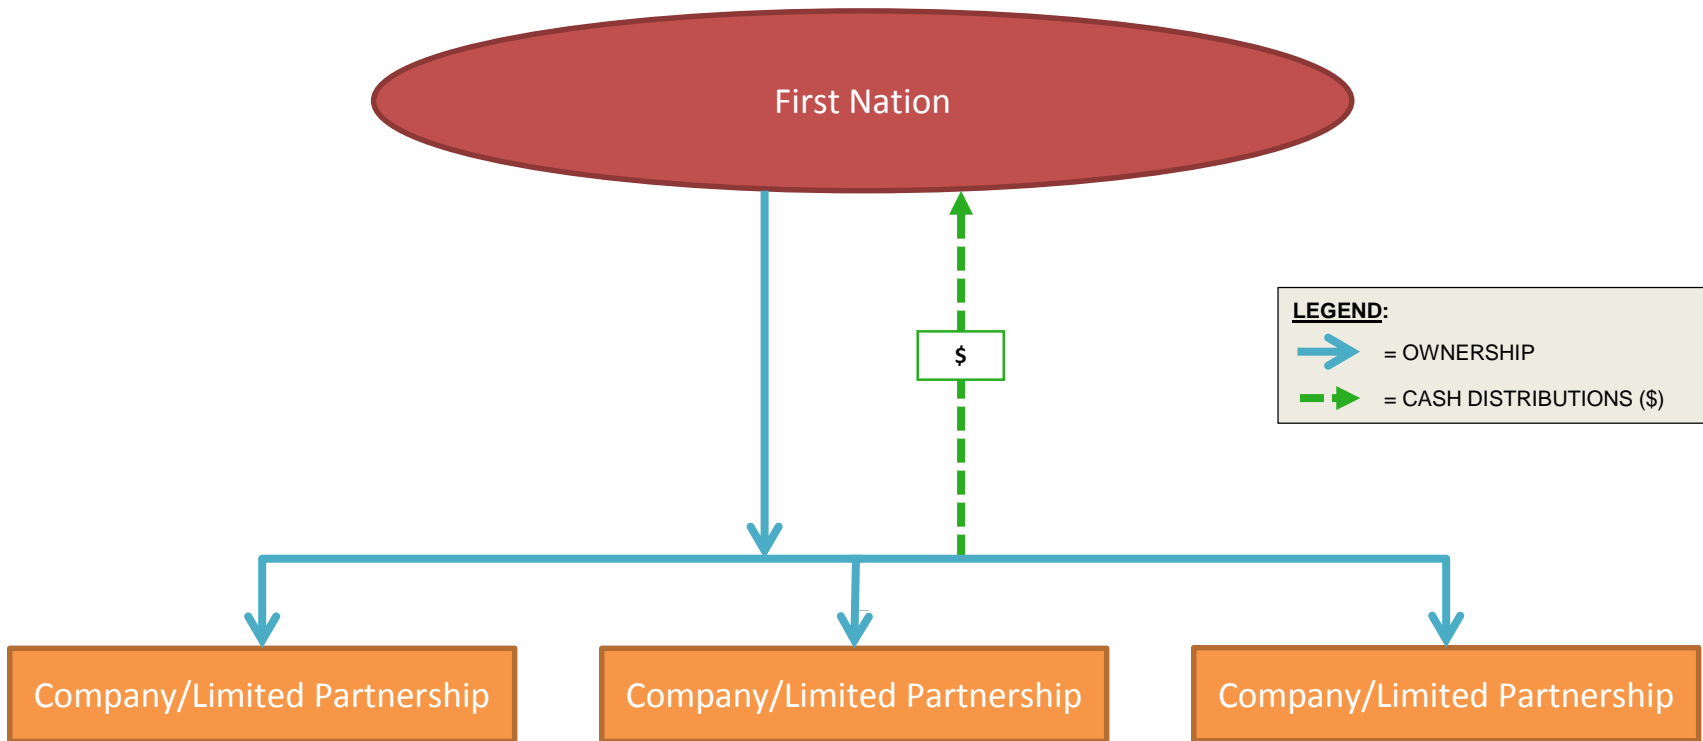 First Nation
$
LEGEND:
= OWNERSHIP
= CASH DISTRIBUTIONS ($)
Company/Limited Partnership
Company/Limited Partnership
Company/Limited Partnership